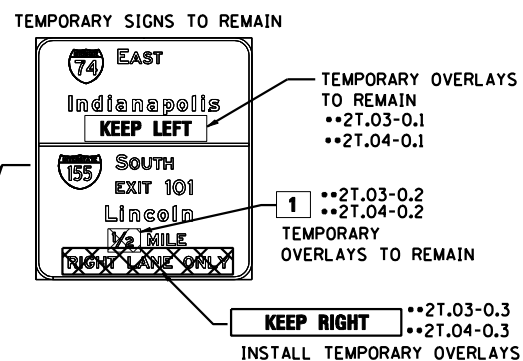 TEMPORARY SIGNS TO REMAIN
74 EAST
Indianapolis
KEEP LEFT
155 SOUTH
EXIT 101
Lincoln
1/2 MILE
RIGHT LANE ONLY
TEMPORARY OVERLAYS
TO REMAIN
••2T.03-0.1
••2T.04-0.1
1 ••2T.03-0.2
••2T.04-0.2
TEMPORARY
OVERLAYS TO REMAIN
KEEP RIGHT ••2T.03-0.3
••2T.04-0.3
INSTALL TEMPORARY OVERLAYS